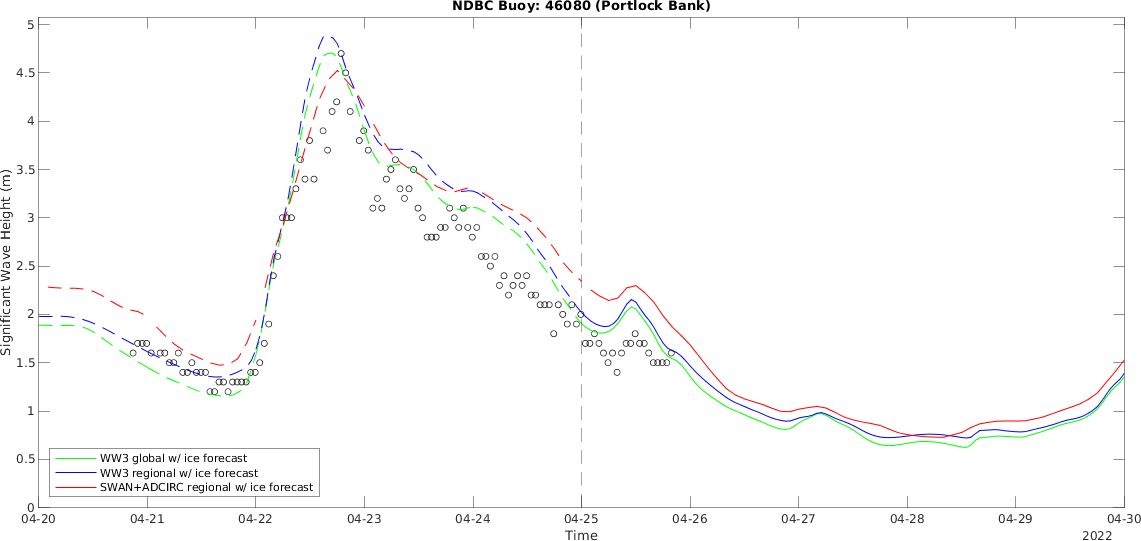 NDBC Buoy: 46080 (Portlock Bank)
5
4.5
4
3.5
3
2.5
2
1.5
1
0.5
0
Significant Wave Height (m)
WW3 global w/ ice forecast
WW3 regional w/ ice forecast
SWAN+ADCIRC regional w/ ice forecast
04-20 04-21 04-22 04-23 04-24 04-25 04-26 04-27 04-28 04-29 04-30
Time
2022